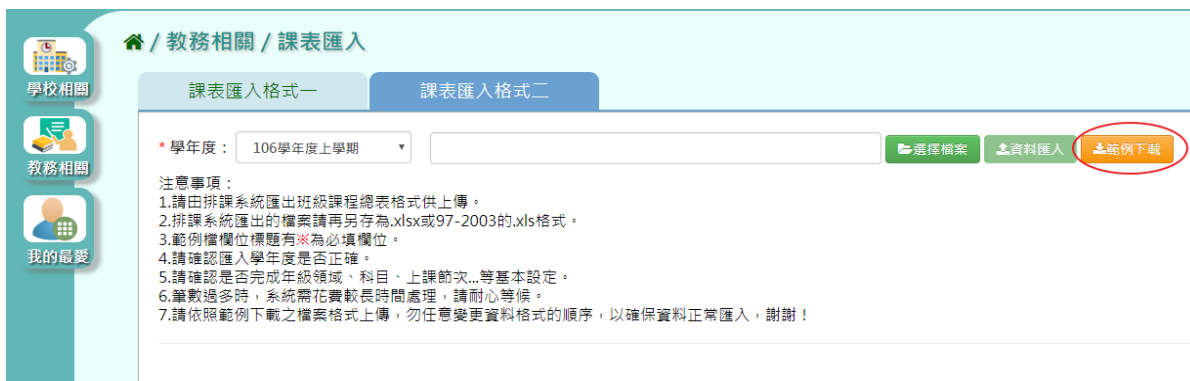 / 教務相關 / 課表匯入
學校相關
教務相關
我的最愛
課表匯入格式一
課表匯入格式二
* 學年度： 106學年度上學期 選擇檔案 資料匯入 範例下載
注意事項：
1.請由排課系統匯出班級課程總表格式供上傳。
2.排課系統匯出的檔案請再另存為.xlsx或97-2003的.xls格式。
3.範例檔欄位標題有※為必填欄位。
4.請確認匯入學年度是否正確。
5.請確認是否完成年級領域、科目、上課節次...等基本設定。
6.筆數過多時，系統需花費較長時間處理，請耐心等候。
7.請依照範例下載之檔案格式上傳，勿任意變更資料格式的順序，以確保資料正常匯入，謝謝！